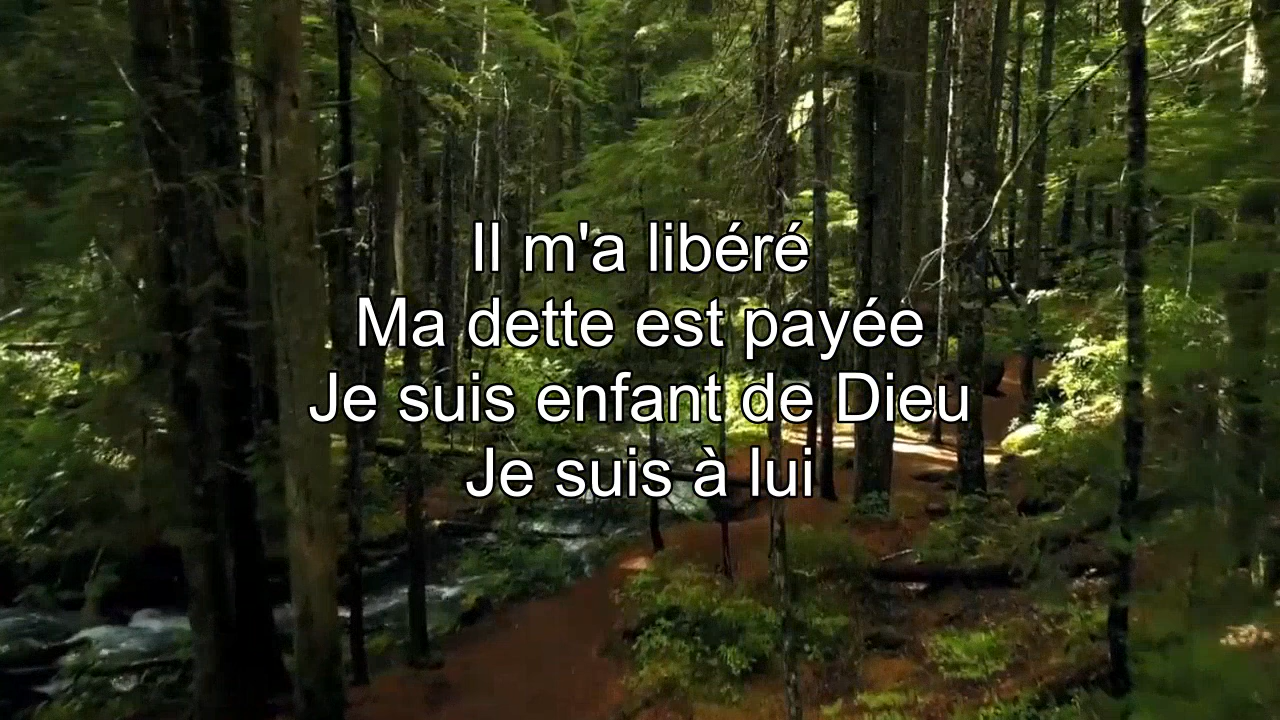 Il m'a libéré
Ma dette est payée
Je suis enfant de Dieu
Je suis à lui